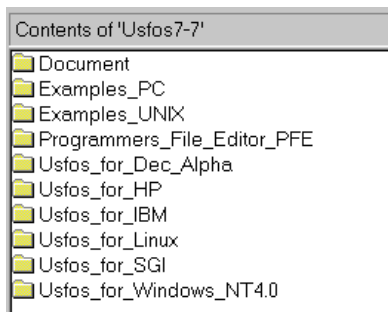 Contents of 'Usfos7-7'
Document
Examples_PC
Examples_UNIX
Programmers_File_Editor_PFE
Usfos_for_Dec_Alpha
Usfos_for_HP
Usfos_for_IBM
Usfos_for_Linux
Usfos_for_SGI
Usfos_for_Windows_NT4.0